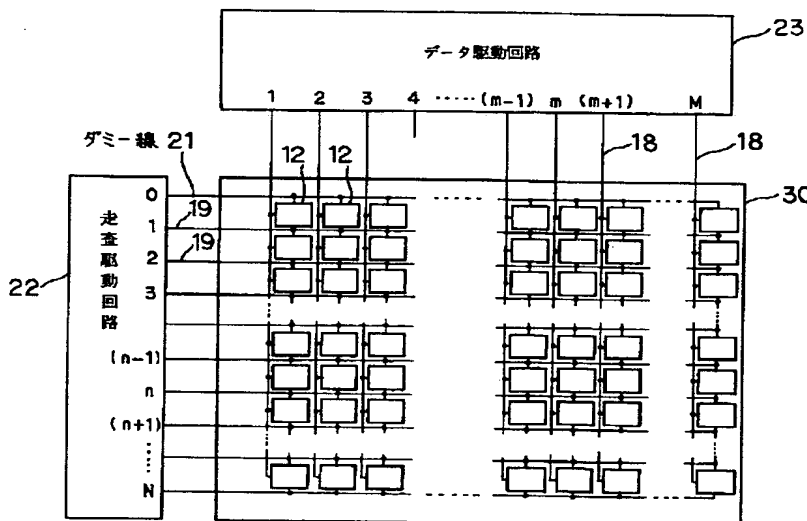 23
データ駆動回路
1 2 3 4 ····· (m-1) m (m+1) M
ダミー線 21
12 12 18 18
30
0
1 19
2 19
3
22
走査駆動回路
(n-1)
n
(n+1)
N